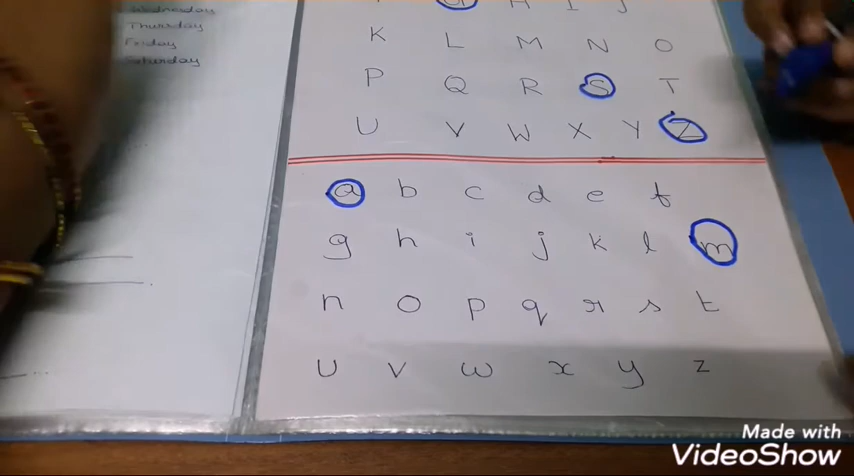 Wednesday
Thursday
Friday
Saturday
G H I J
K L M N O
P Q R S T
U V W X Y Z
a b c d e f
g h i j k l m
n o p q r s t
u v w x y z
Made with
VideoShow